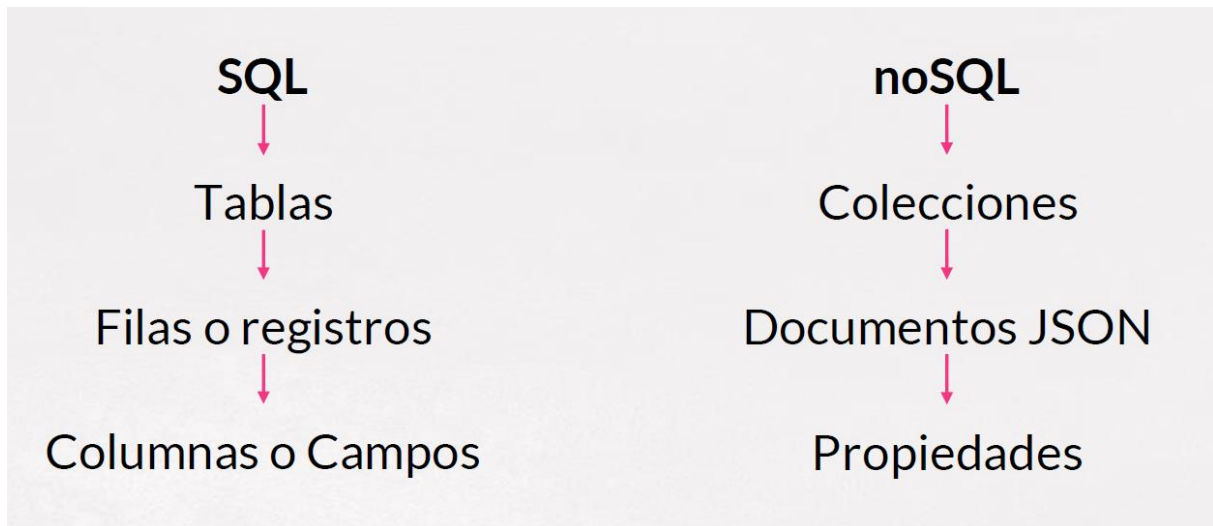 SQL
Tablas
Filas o registros
Columnas o Campos
noSQL
Colecciones
Documentos JSON
Propiedades